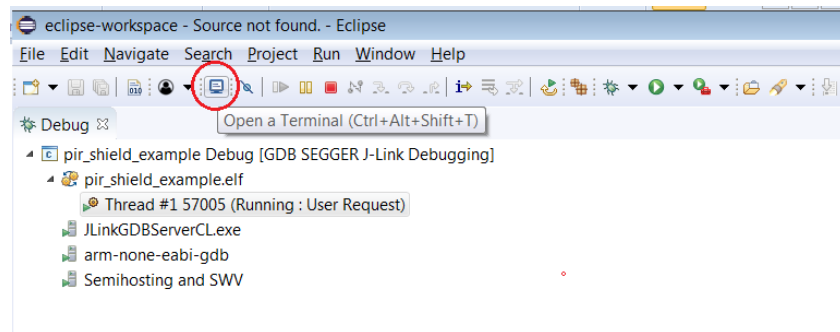 eclipse-workspace - Source not found. - Eclipse
File Edit Navigate Search Project Run Window Help
Open a Terminal (Ctrl+Alt+Shift+T)
Debug
pir_shield_example Debug [GDB SEGGER J-Link Debugging]
pir_shield_example.elf
Thread #1 57005 (Running : User Request)
JLinkGDBServerCL.exe
arm-none-eabi-gdb
Semihosting and SWV